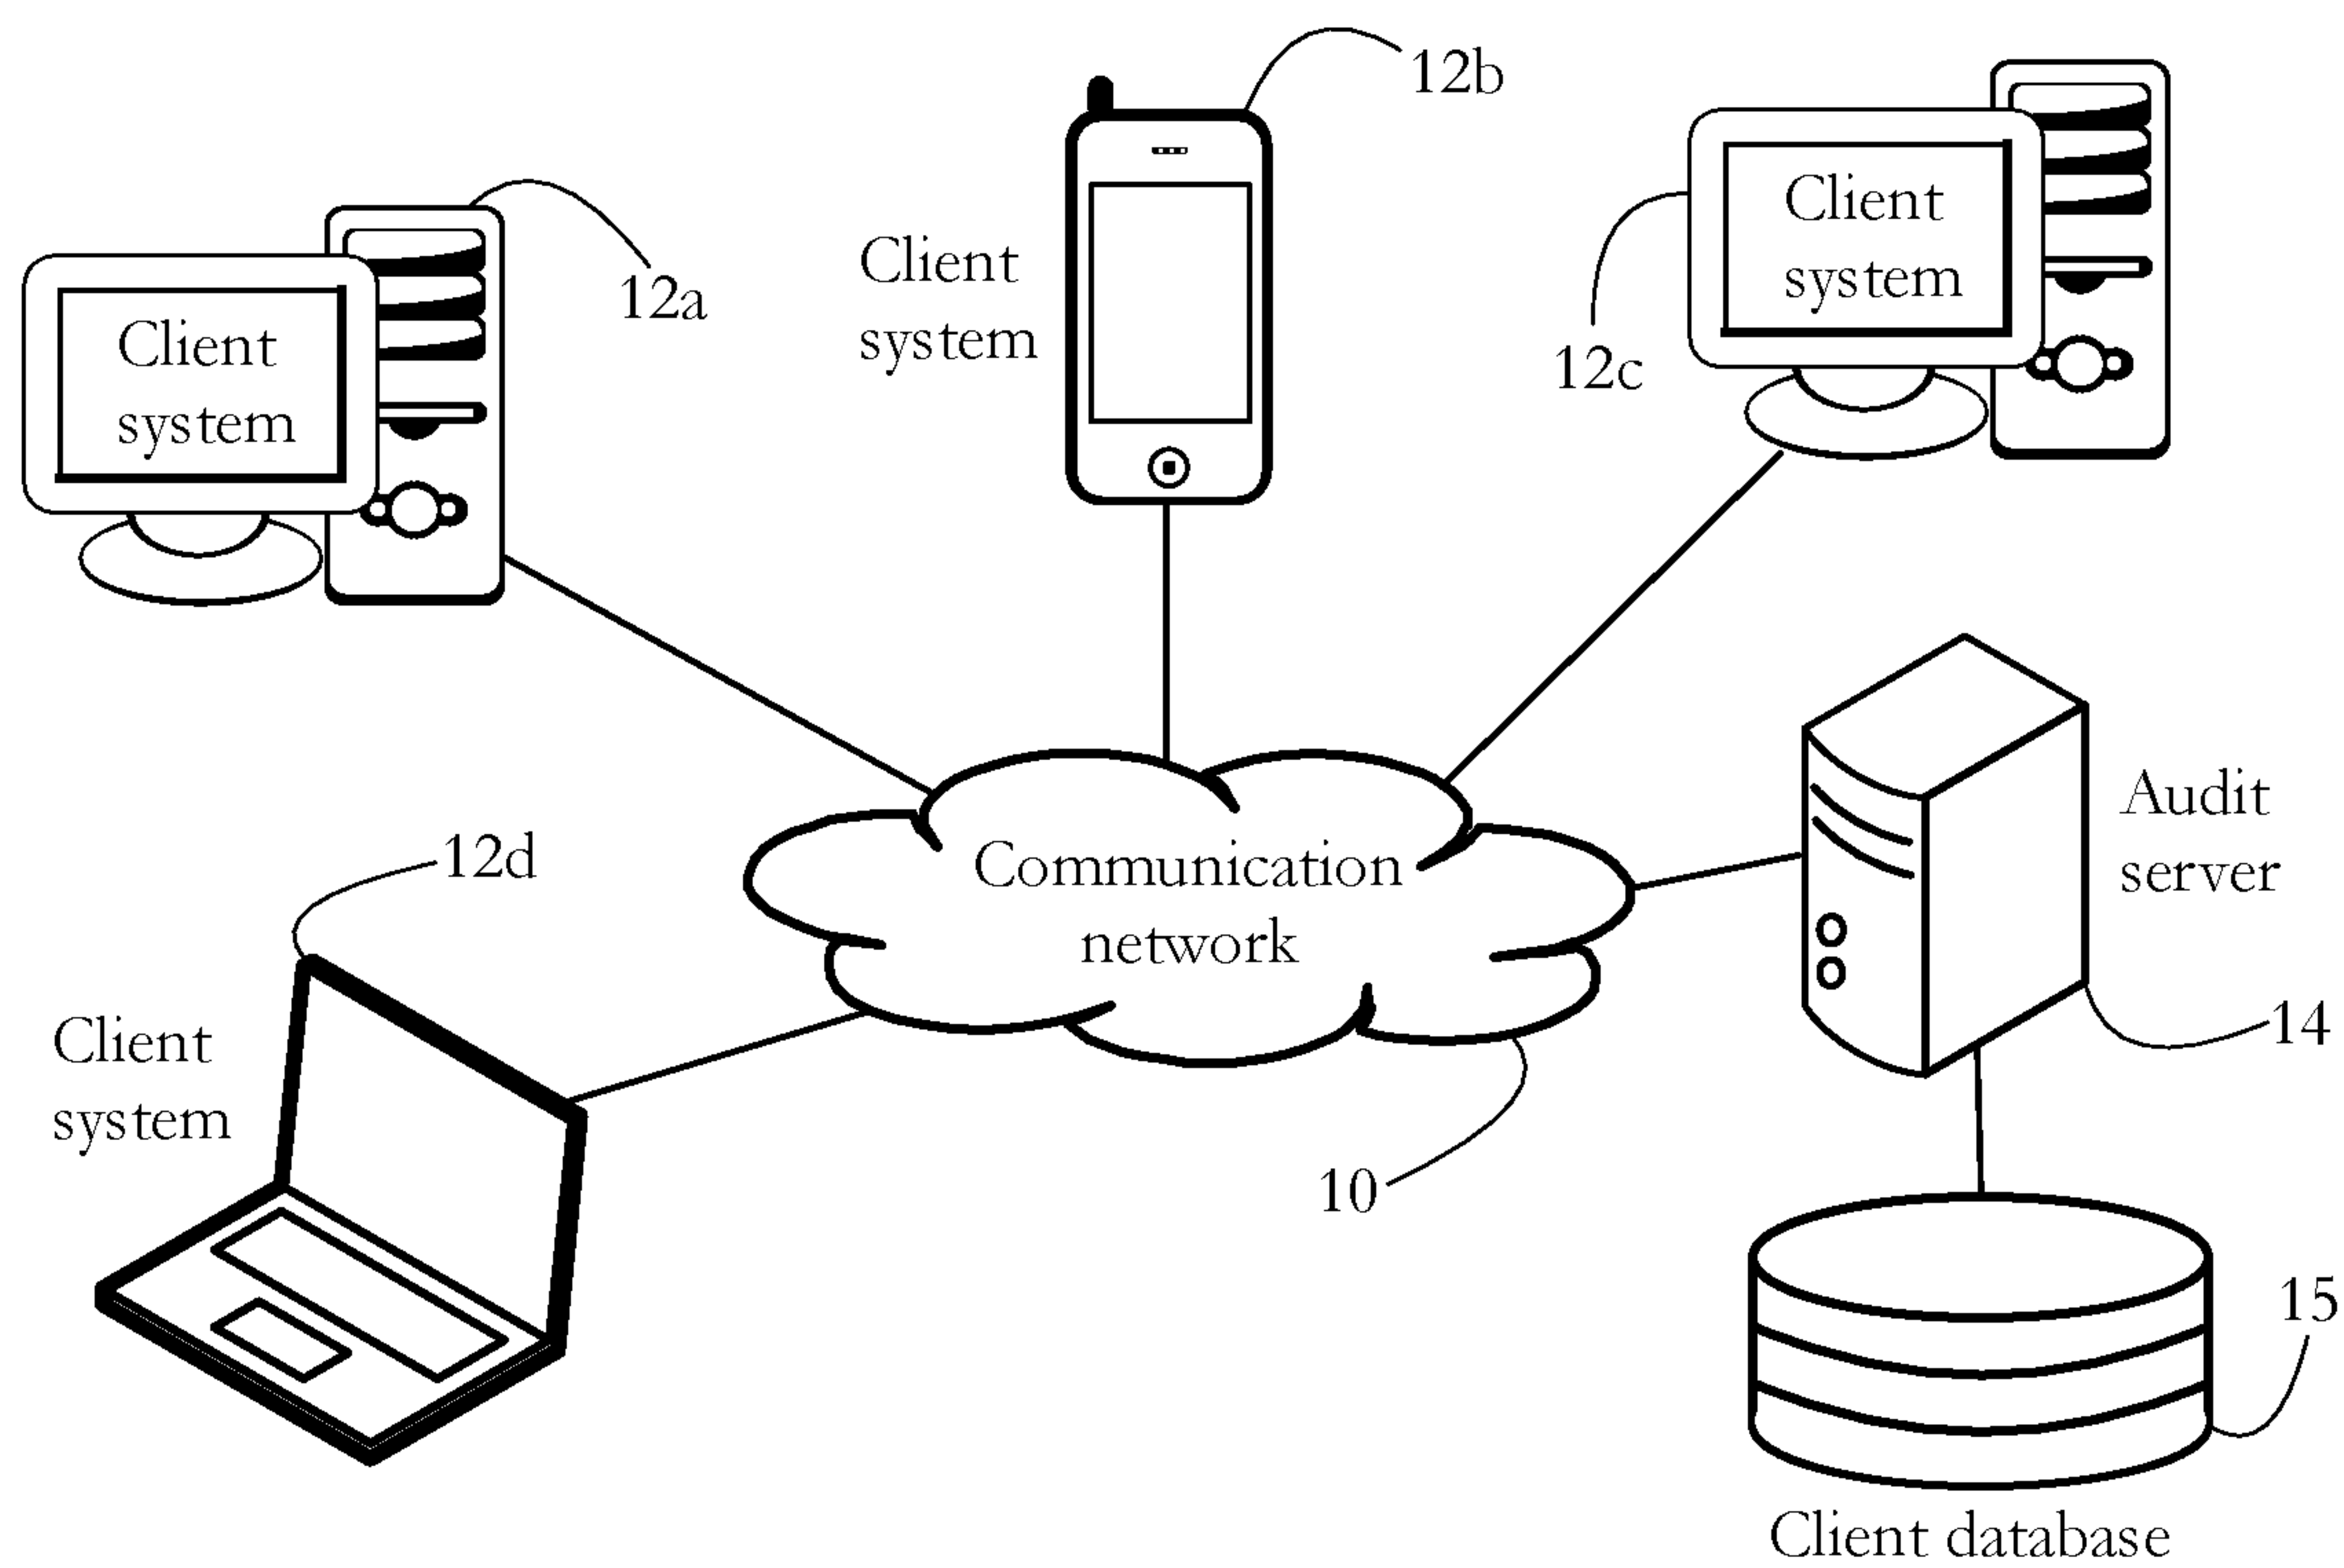 12b
Client
system
12c
Client
system
12a
Client
system
Audit
server
Communication
network
12d
14
Client
system
10
15
Client database